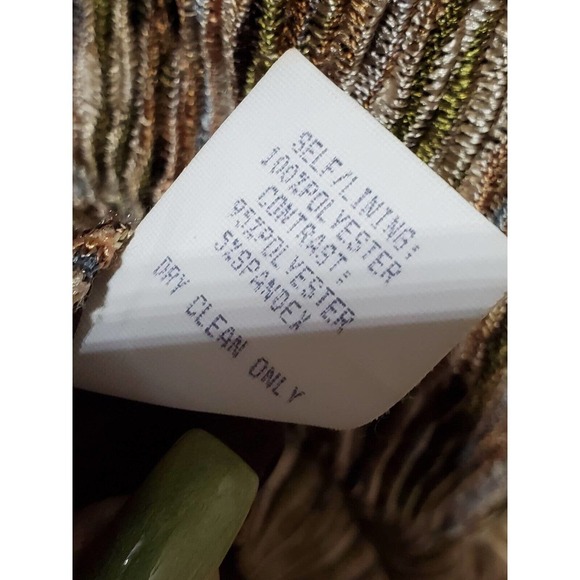 SELF/LINING:
100%POLYESTER
CONTRAST:
95%POLYESTER
5%SPANDEX
DRY CLEAN ONLY